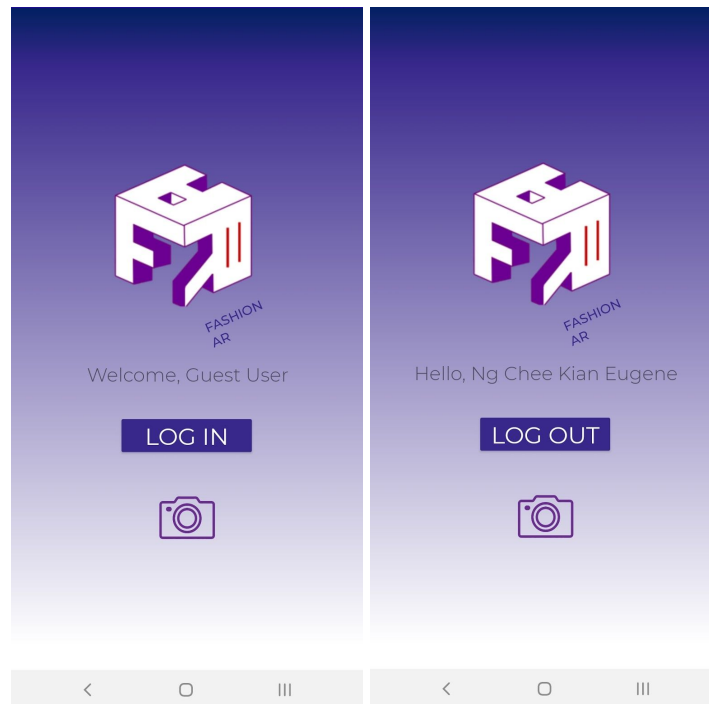 FASHION
AR
Welcome, Guest User
LOG IN
FASHION
AR
Hello, Ng Chee Kian Eugene
LOG OUT